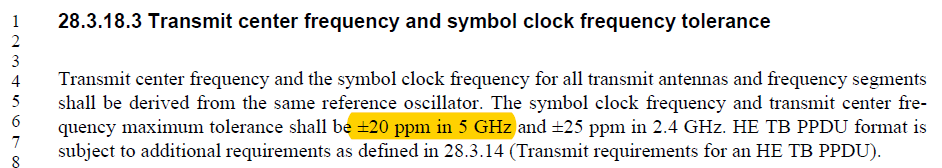 1 28.3.18.3 Transmit center frequency and symbol clock frequency tolerance
2
3
4 Transmit center frequency and the symbol clock frequency for all transmit antennas and frequency segments
5 shall be derived from the same reference oscillator. The symbol clock frequency and transmit center fre-
6 quency maximum tolerance shall be ±20 ppm in 5 GHz and ±25 ppm in 2.4 GHz. HE TB PPDU format is
7 subject to additional requirements as defined in 28.3.14 (Transmit requirements for an HE TB PPDU).
8